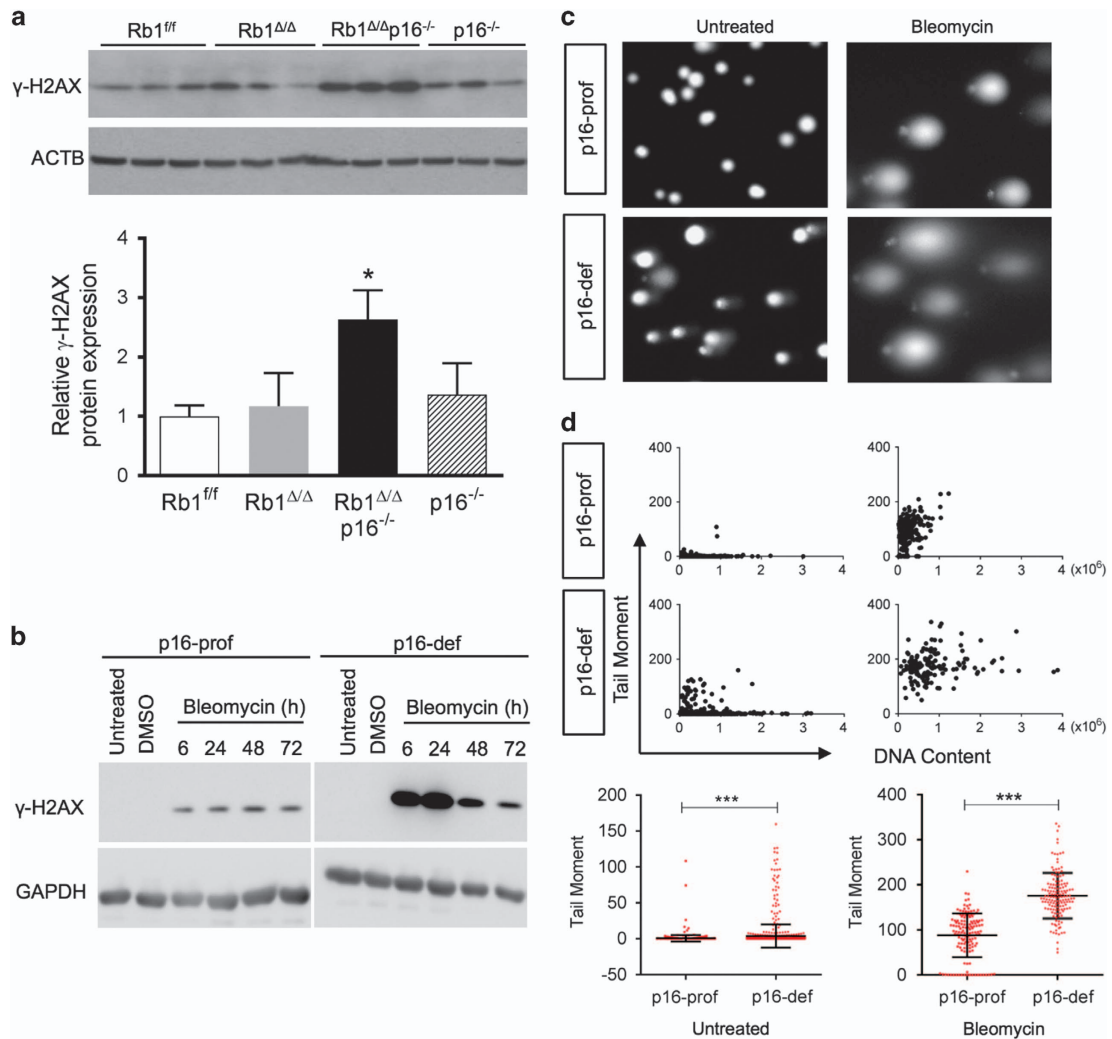 a
Rb1f/f Rb1Δ/Δ Rb1Δ/Δp16-/- p16-/-
γ-H2AX
ACTB
Relative γ-H2AX
protein expression
4
3
2
1
0
*
Rb1f/f Rb1Δ/Δ Rb1Δ/Δ p16-/-
p16-/-
b
p16-prof p16-def
Untreated DMSO Bleomycin (h) Untreated DMSO Bleomycin (h)
6 24 48 72 6 24 48 72
γ-H2AX
GAPDH
c
Untreated Bleomycin
p16-prof
p16-def
d
p16-prof
400 400
200 200
0 0
0 1 2 3 4 0 1 2 3 4 (x10⁶)
p16-def
400 400
200 200
0 0
0 1 2 3 4 0 1 2 3 4 (x10⁶)
Tail Moment
DNA Content
Tail Moment
200
150
100
50
0
-50
***
p16-prof p16-def
Untreated
Tail Moment
400
300
200
100
0
***
p16-prof p16-def
Bleomycin